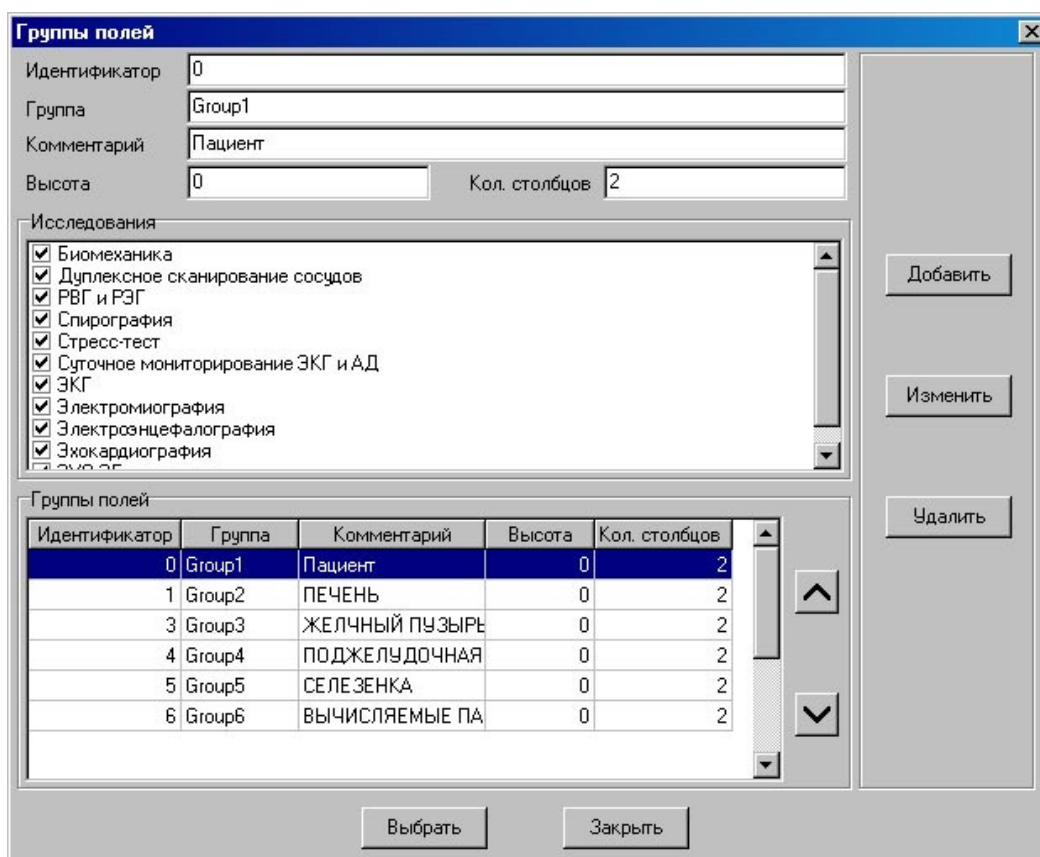 Группы полей
Идентификатор 0
Группа Group1
Комментарий Пациент
Высота 0 Кол. столбцов 2
Исследования
Биомеханика
Дуплексное сканирование сосудов
РВГ и РЭГ
Спирография
Стресс-тест
Суточное мониторирование ЭКГ и АД
ЭКГ
Электромиография
Электроэнцефалография
Эхокардиография
Добавить
Изменить
Удалить
Группы полей
Идентификатор Группа Комментарий Высота Кол. столбцов
0 Group1 Пациент 0 2
1 Group2 ПЕЧЕНЬ 0 2
3 Group3 ЖЕЛЧНЫЙ ПУЗЫРЬ 0 2
4 Group4 ПОДЖЕЛУДОЧНАЯ 0 2
5 Group5 СЕЛЕЗЕНКА 0 2
6 Group6 ВЫЧИСЛЯЕМЫЕ ПА 0 2
Выбрать Закрыть